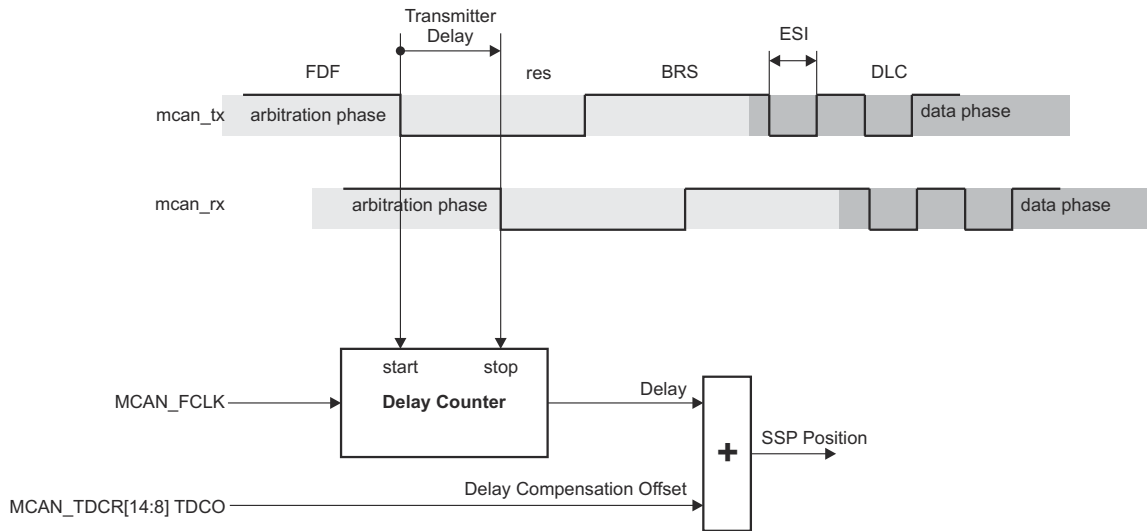 Transmitter
Delay
ESI
FDF
res
BRS
DLC
mcan_tx
arbitration phase
data phase
mcan_rx
arbitration phase
data phase
start
stop
MCAN_FCLK
Delay Counter
Delay
+
SSP Position
MCAN_TDCR[14:8] TDCO
Delay Compensation Offset